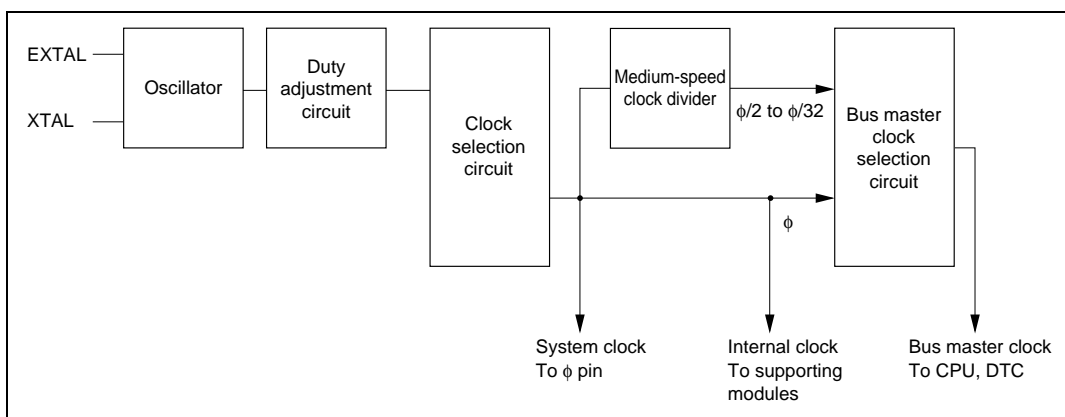 EXTAL
XTAL
Oscillator
Duty
adjustment
circuit
Clock
selection
circuit
Medium-speed
clock divider
ϕ/2 to ϕ/32
ϕ
Bus master
clock
selection
circuit
System clock
To ϕ pin
Internal clock
To supporting
modules
Bus master clock
To CPU, DTC